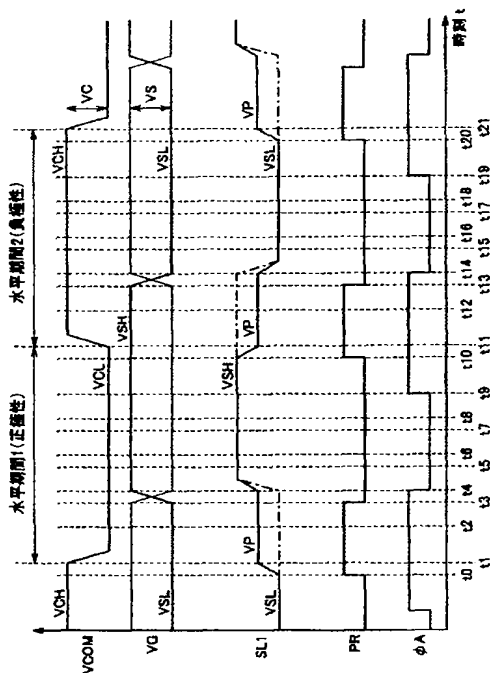 水平期間1(正極性)
水平期間2(負極性)
VCOM
VCH
VCL
VCH
VC
VG
VSL
VSH
VSL
VS
SL1
VSL
VP
VSH
VP
VSL
VP
PR
φA
t0 t1 t2 t3 t4 t5 t6 t7 t8 t9 t10 t11 t12 t13 t14 t15 t16 t17 t18 t19 t20 t21
時刻 t